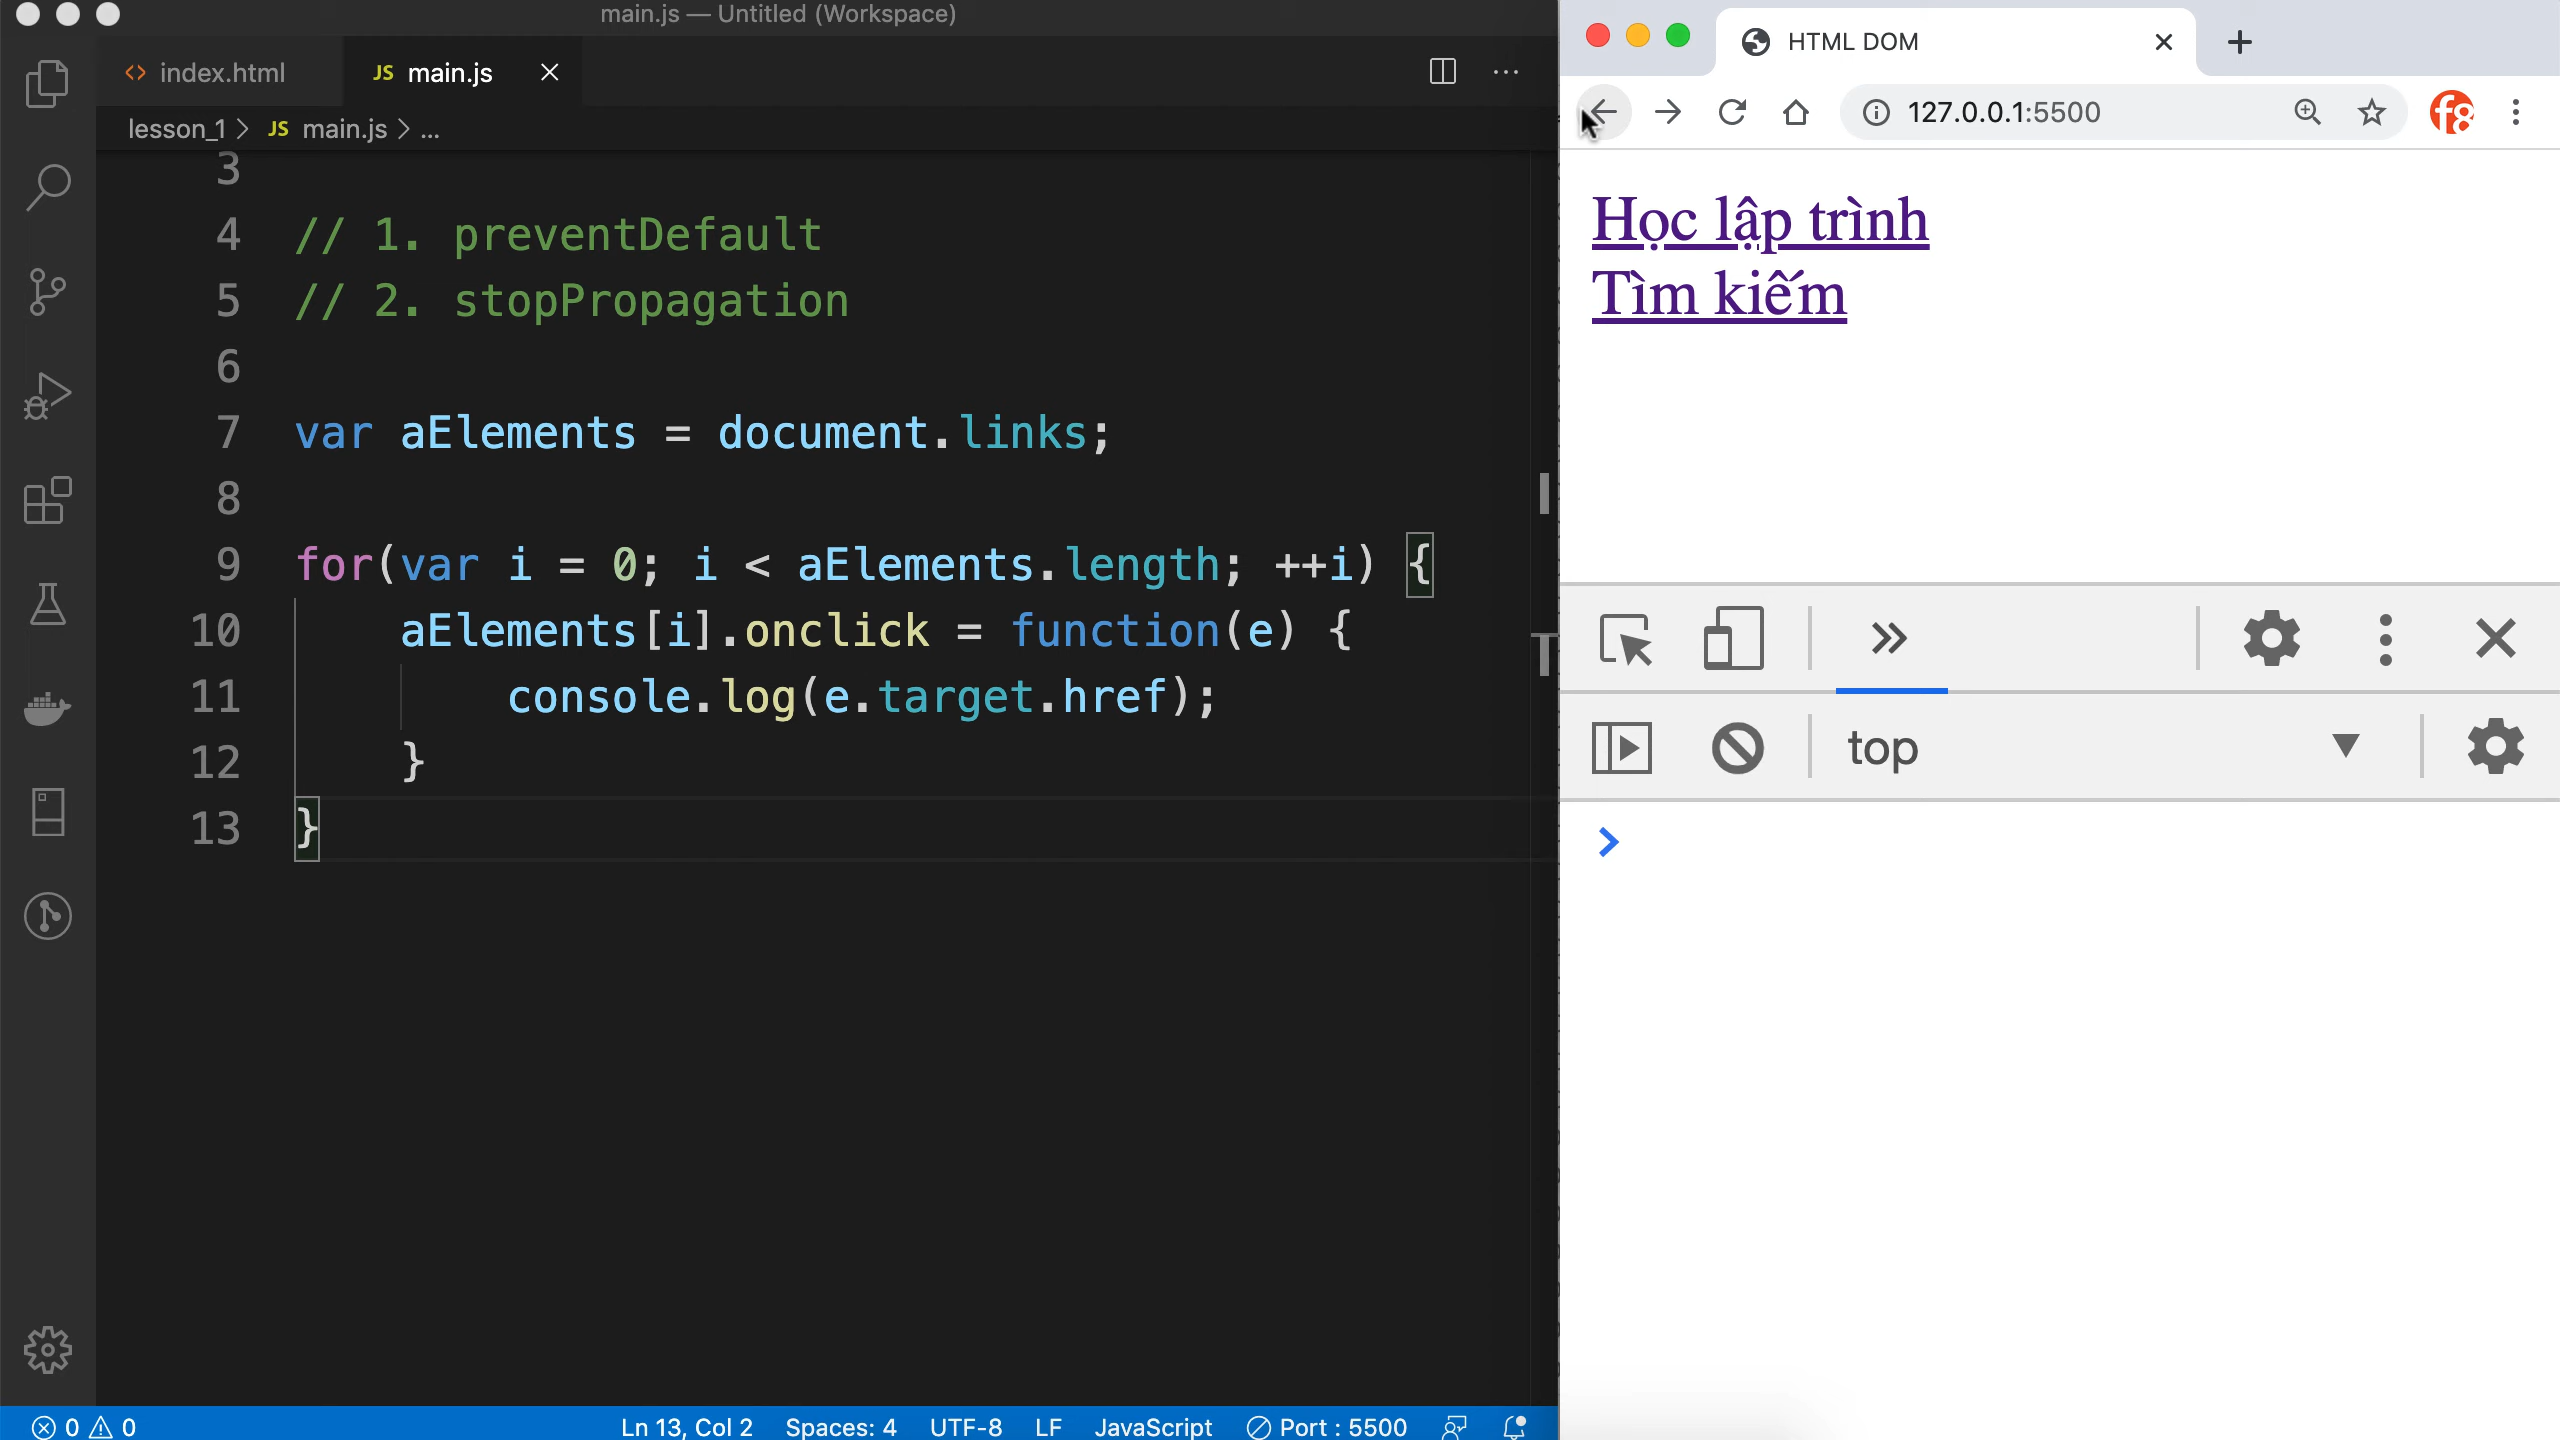 main.js — Untitled (Workspace)
index.html
JS main.js
lesson_1 > JS main.js > ...
3
4 // 1. preventDefault
5 // 2. stopPropagation
6
7 var aElements = document.links;
8
9 for(var i = 0; i < aElements.length; ++i) {
10 aElements[i].onclick = function(e) {
11 console.log(e.target.href);
12 }
13 }
0 0
Ln 13, Col 2 Spaces: 4 UTF-8 LF JavaScript Port : 5500
HTML DOM
127.0.0.1:5500
f8
Học lập trình
Tìm kiếm
top